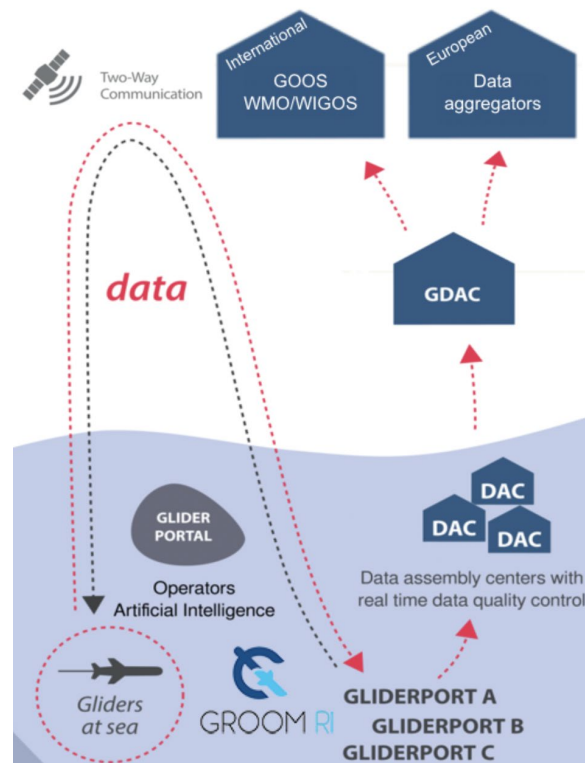 Two-Way
Communication
International
GOOS
WMO/WIGOS
European
Data
aggregators
data
GDAC
GLIDER
PORTAL
Operators
Artificial Intelligence
DAC
DAC
DAC
Data assembly centers with
real time data quality control
Gliders
at sea
GROOM RI
GLIDERPORT A
GLIDERPORT B
GLIDERPORT C